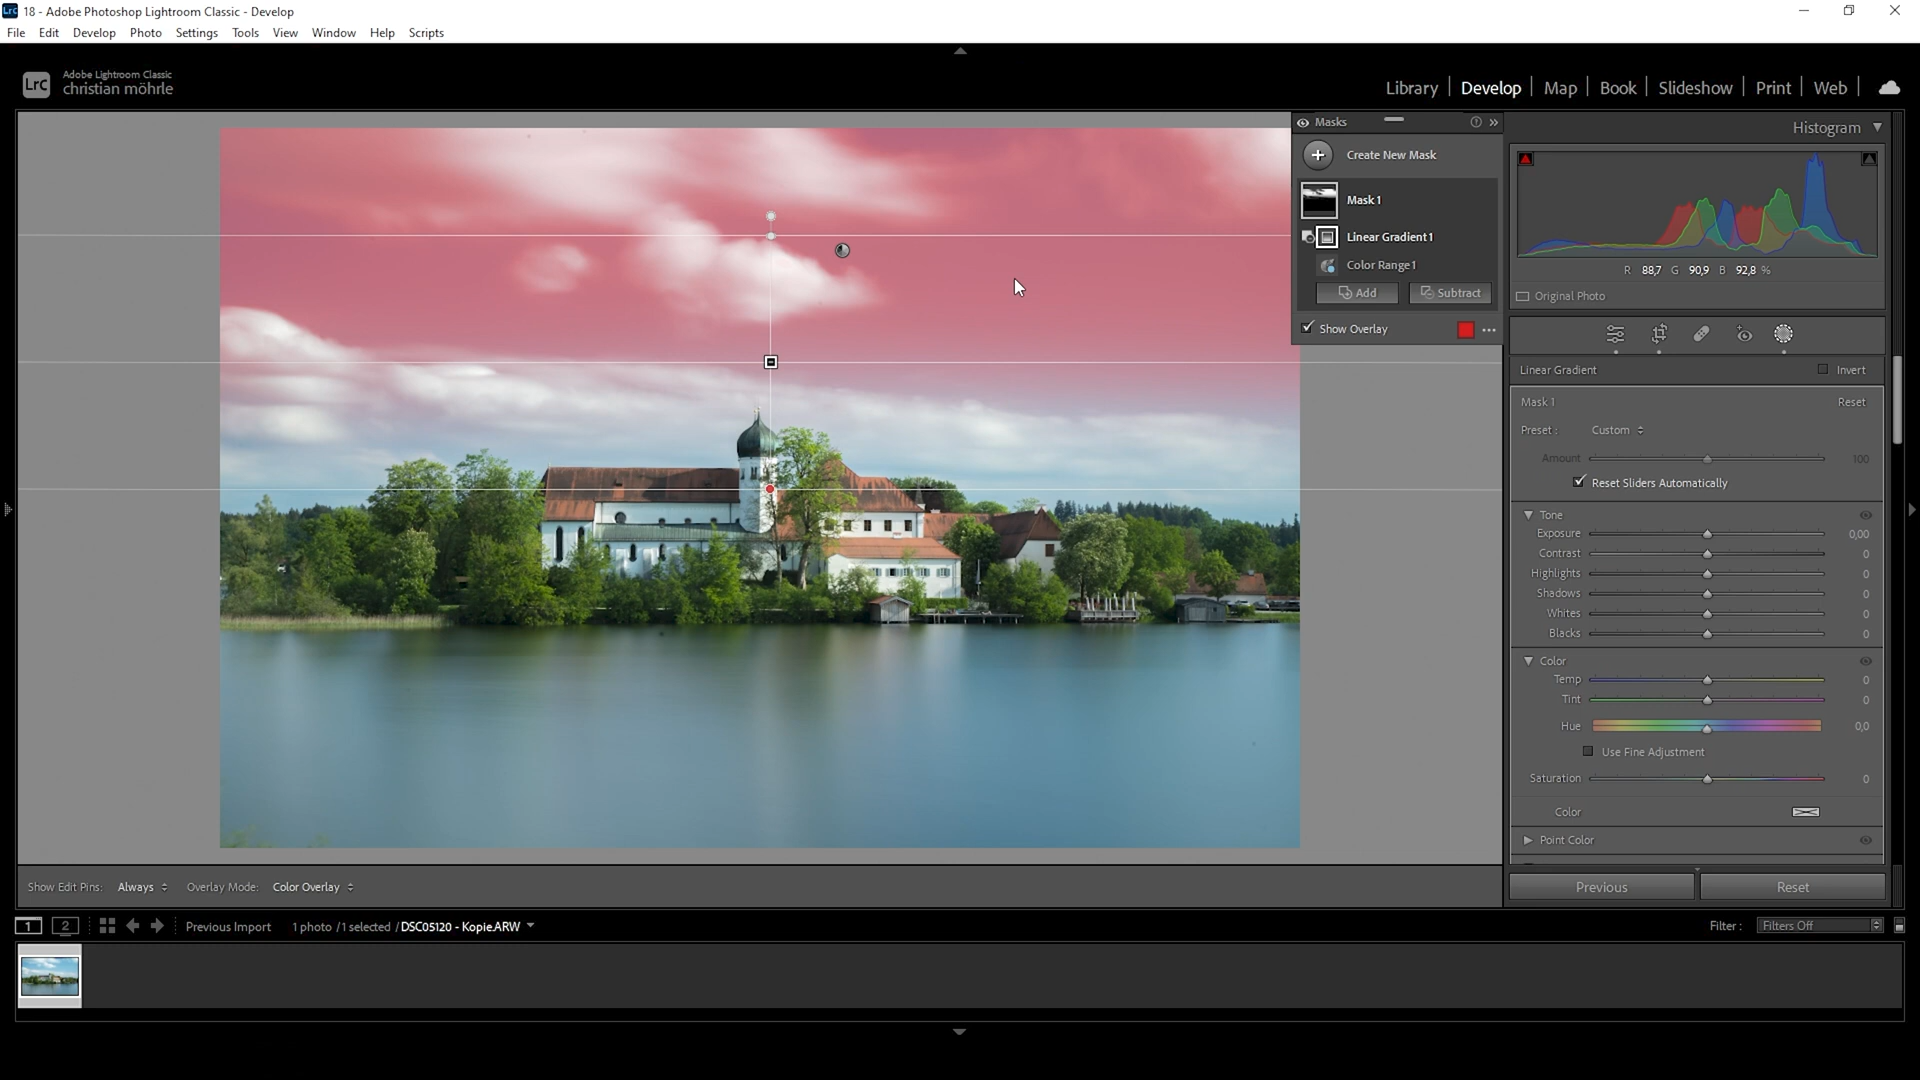 18 - Adobe Photoshop Lightroom Classic - Develop
File Edit Develop Photo Settings Tools View Window Help Scripts
LrC Adobe Lightroom Classic
christian möhrle
Library Develop Map Book Slideshow Print Web
Masks
Create New Mask
Mask 1
Linear Gradient 1
Color Range 1
Add Subtract
Show Overlay
Histogram
R 88,7 G 90,9 B 92,8 %
Original Photo
Linear Gradient Invert
Mask 1 Reset
Preset : Custom
Amount 100
Reset Sliders Automatically
Tone
Exposure 0,00
Contrast 0
Highlights 0
Shadows 0
Whites 0
Blacks 0
Color
Temp 0
Tint 0
Hue 0,0
Use Fine Adjustment
Saturation 0
Color
Point Color
Previous Reset
Show Edit Pins: Always Overlay Mode: Color Overlay
1 2 Previous Import 1 photo / 1 selected / DSC05120 - Kopie.ARW
Filter : Filters Off